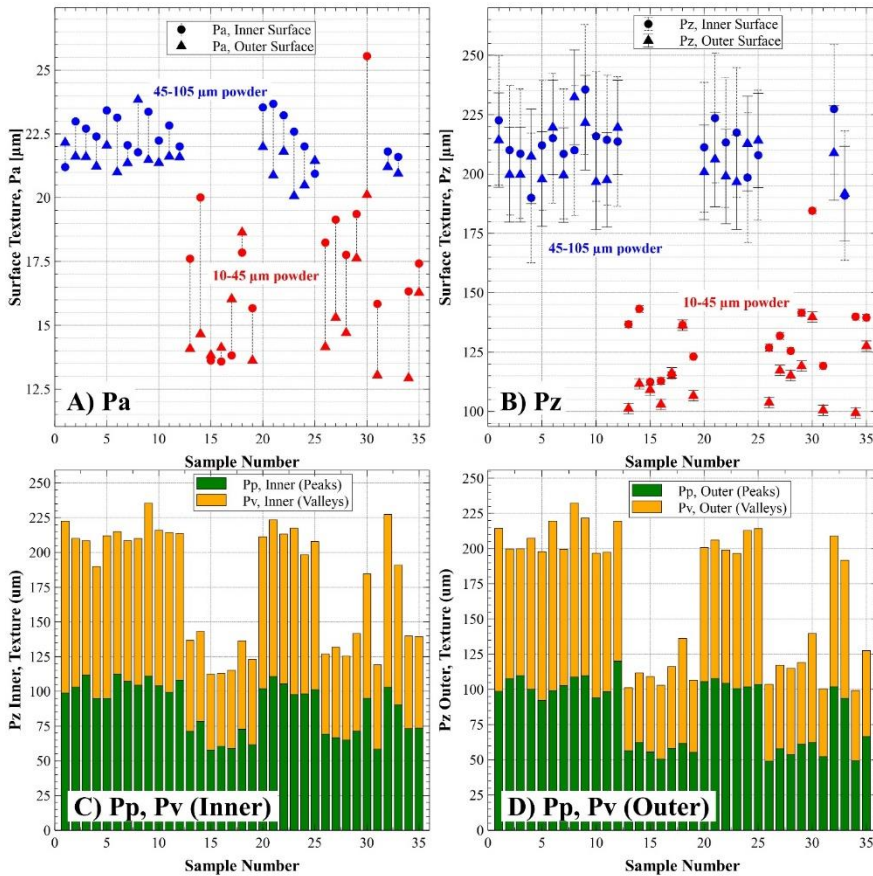 Pa, Inner Surface
Pa, Outer Surface
45-105 µm powder
10-45 µm powder
A) Pa
Surface Texture, Pa [µm]
25
22.5
20
17.5
15
12.5
0 5 10 15 20 25 30 35
Sample Number
Pz, Inner Surface
Pz, Outer Surface
45-105 µm powder
10-45 µm powder
B) Pz
Surface Texture, Pz [µm]
250
225
200
175
150
125
100
0 5 10 15 20 25 30 35
Sample Number
Pp, Inner (Peaks)
Pv, Inner (Valleys)
C) Pp, Pv (Inner)
Pz Inner, Texture (um)
250
225
200
175
150
125
100
75
50
25
0
0 5 10 15 20 25 30 35
Sample Number
Pp, Outer (Peaks)
Pv, Outer (Valleys)
D) Pp, Pv (Outer)
Pz Outer, Texture (um)
250
225
200
175
150
125
100
75
50
25
0
0 5 10 15 20 25 30 35
Sample Number